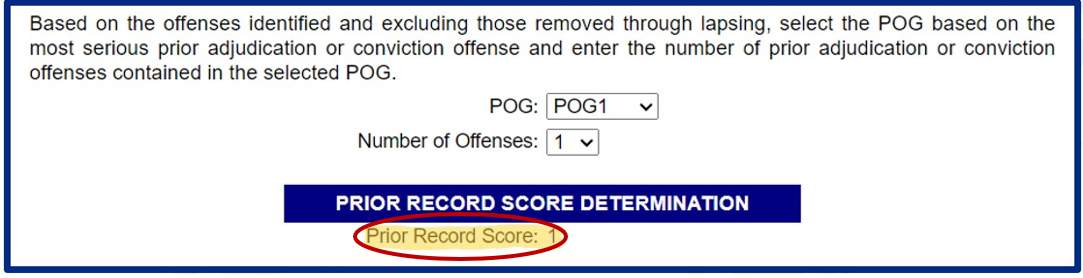 Based on the offenses identified and excluding those removed through lapsing, select the POG based on the
most serious prior adjudication or conviction offense and enter the number of prior adjudication or conviction
offenses contained in the selected POG.
POG: POG1
Number of Offenses: 1
PRIOR RECORD SCORE DETERMINATION
Prior Record Score: 1